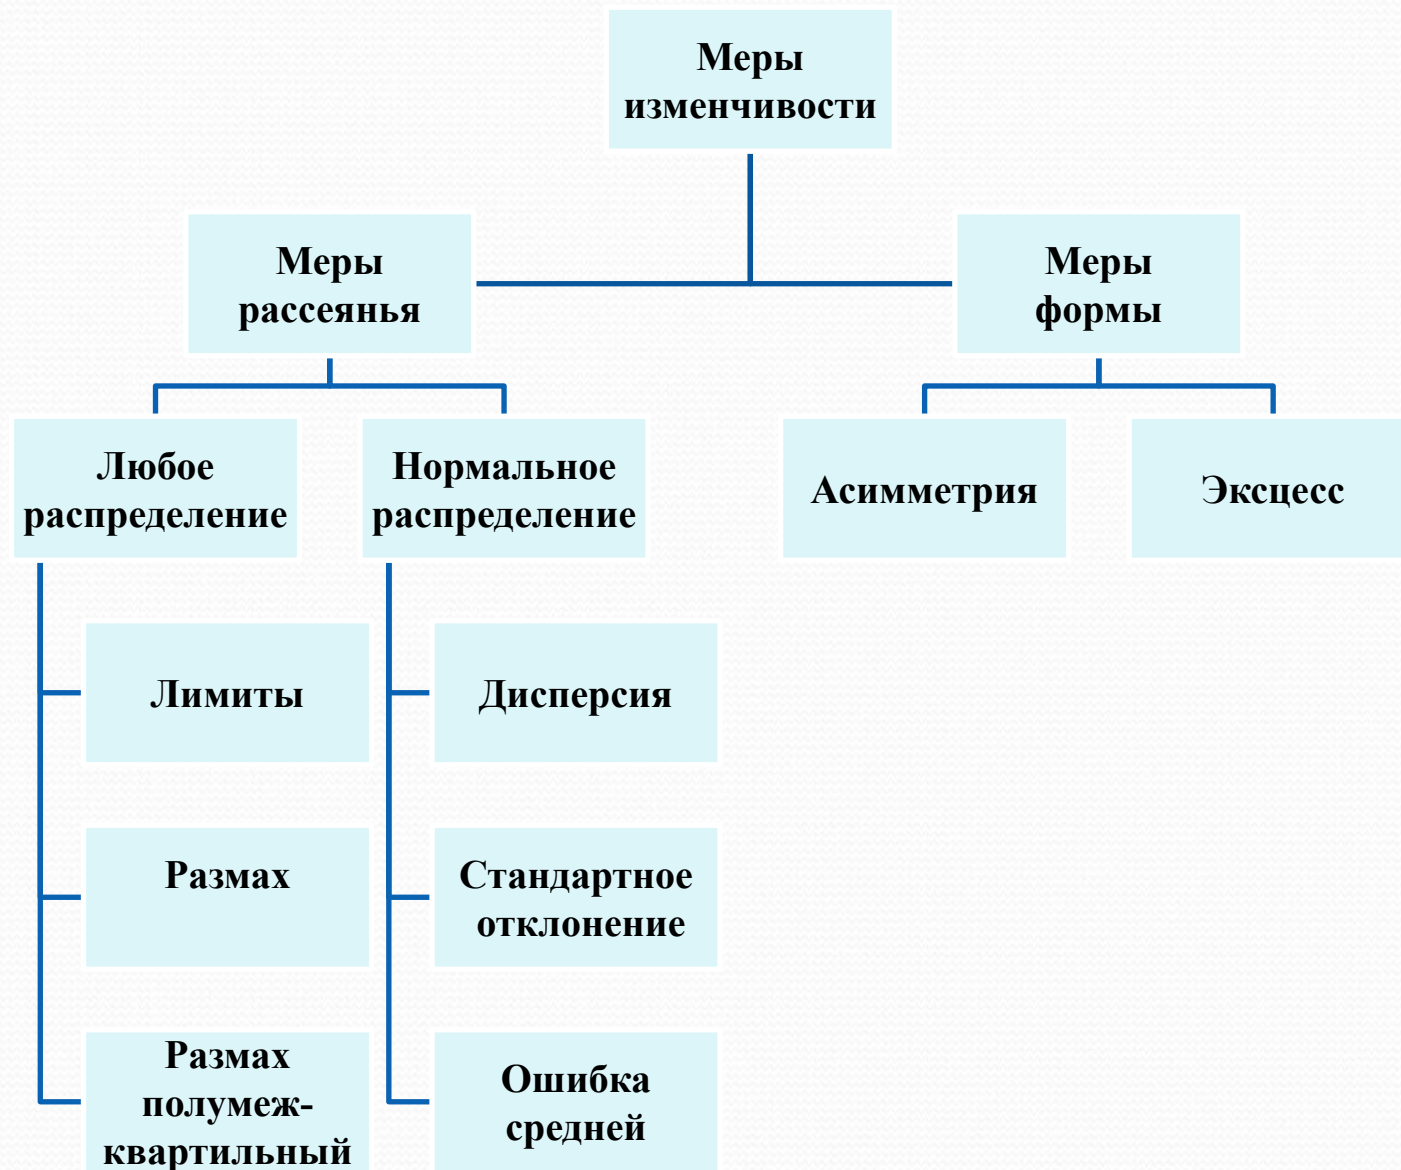 Меры
изменчивости
Меры
рассеянья
Меры
формы
Любое
распределение
Нормальное
распределение
Асимметрия
Эксцесс
Лимиты
Дисперсия
Размах
Стандартное
отклонение
Размах
полумеж-
квартильный
Ошибка
средней